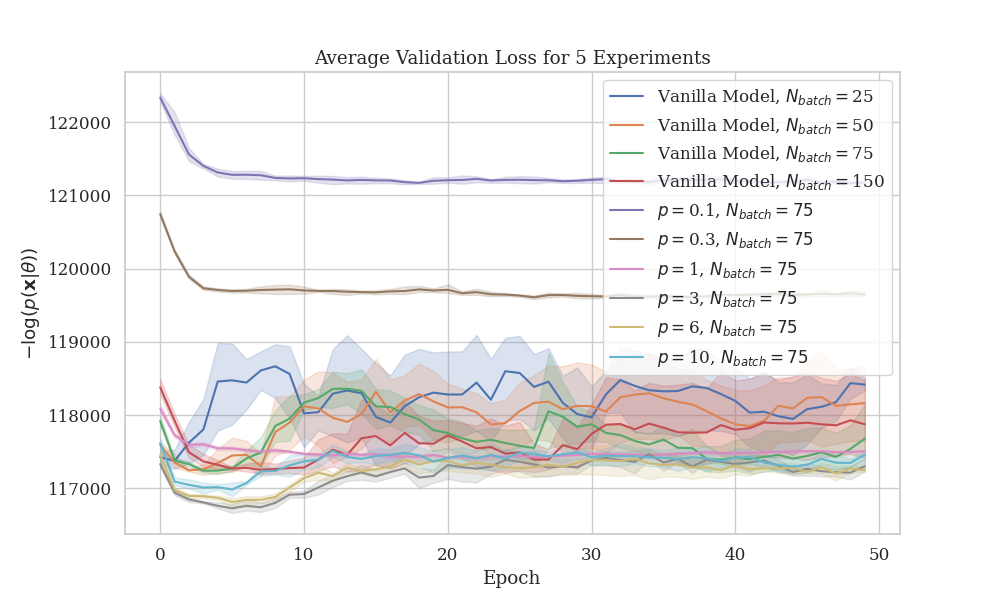 Average Validation Loss for 5 Experiments
Vanilla Model, N_batch = 25
Vanilla Model, N_batch = 50
Vanilla Model, N_batch = 75
Vanilla Model, N_batch = 150
p = 0.1, N_batch = 75
p = 0.3, N_batch = 75
p = 1, N_batch = 75
p = 3, N_batch = 75
p = 6, N_batch = 75
p = 10, N_batch = 75
122000
121000
120000
119000
118000
117000
−log(p(𝐱|θ))
0 10 20 30 40 50
Epoch